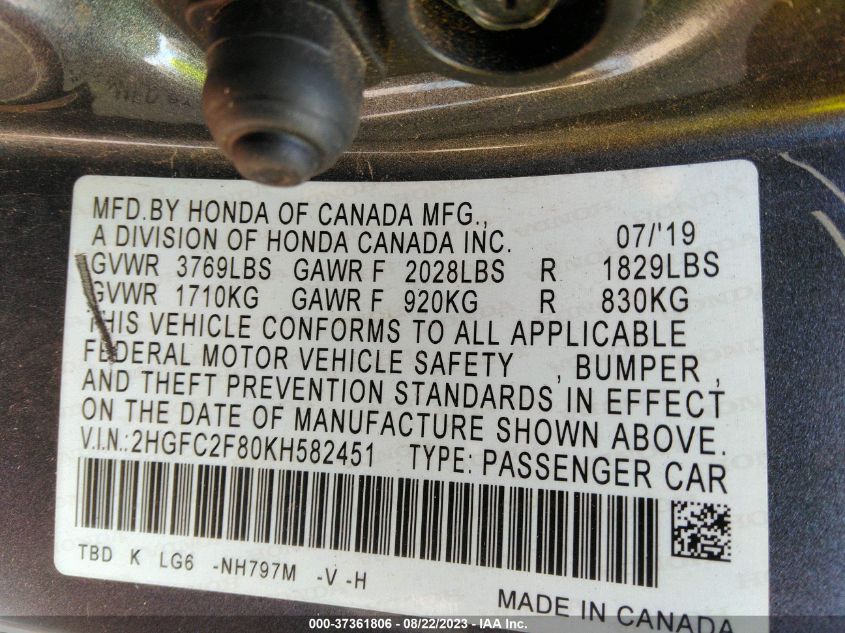 MFD.BY HONDA OF CANADA MFG.,
A DIVISION OF HONDA CANADA INC. 07/'19
GVWR 3769LBS GAWR F 2028LBS R 1829LBS
GVWR 1710KG GAWR F 920KG R 830KG
THIS VEHICLE CONFORMS TO ALL APPLICABLE
FEDERAL MOTOR VEHICLE SAFETY , BUMPER ,
AND THEFT PREVENTION STANDARDS IN EFFECT
ON THE DATE OF MANUFACTURE SHOWN ABOVE.
V.I.N.:2HGFC2F80KH582451 TYPE: PASSENGER CAR
TBD K LG6 -NH797M -V -H
MADE IN CANADA
000-37361806 - 08/22/2023 - IAA Inc.